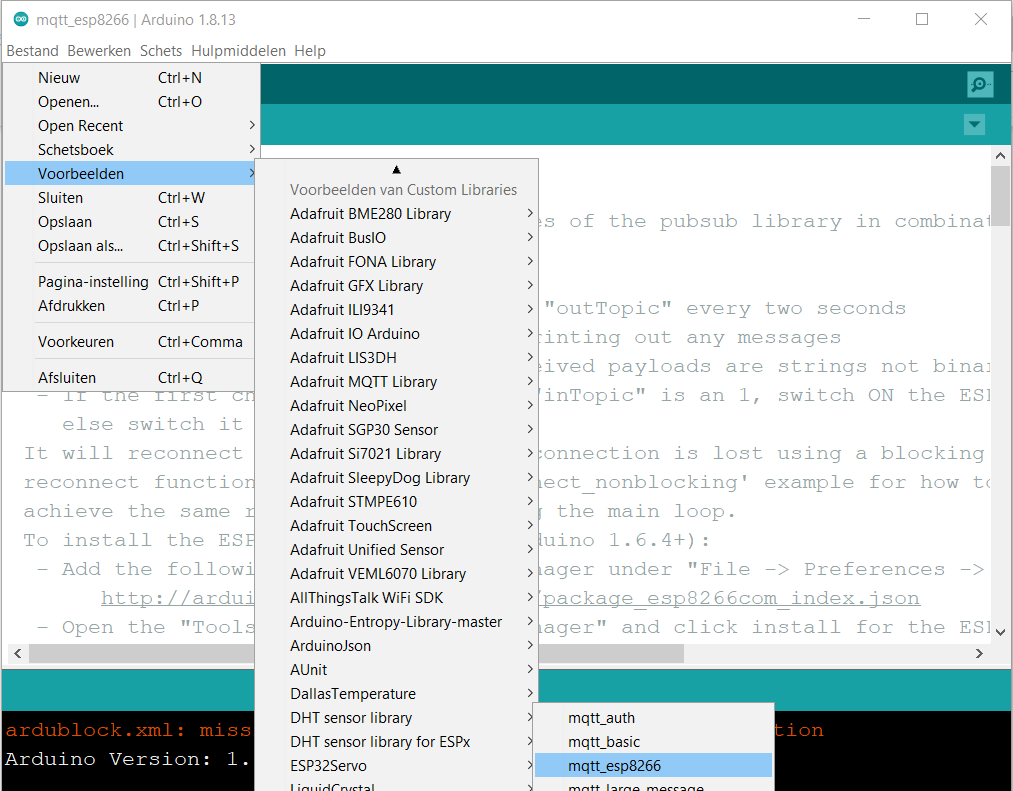 mqtt_esp8266 | Arduino 1.8.13
Bestand Bewerken Schets Hulpmiddelen Help
Nieuw Ctrl+N
Openen... Ctrl+O
Open Recent
Schetsboek
Voorbeelden
Sluiten Ctrl+W
Opslaan Ctrl+S
Opslaan als... Ctrl+Shift+S
Pagina-instelling Ctrl+Shift+P
Afdrukken Ctrl+P
Voorkeuren Ctrl+Comma
Afsluiten Ctrl+Q
Voorbeelden van Custom Libraries
Adafruit BME280 Library
Adafruit BusIO
Adafruit FONA Library
Adafruit GFX Library
Adafruit ILI9341
Adafruit IO Arduino
Adafruit LIS3DH
Adafruit MQTT Library
Adafruit NeoPixel
Adafruit SGP30 Sensor
Adafruit Si7021 Library
Adafruit SleepyDog Library
Adafruit STMPE610
Adafruit TouchScreen
Adafruit Unified Sensor
Adafruit VEML6070 Library
AllThingsTalk WiFi SDK
Arduino-Entropy-Library-master
ArduinoJson
AUnit
DallasTemperature
DHT sensor library
DHT sensor library for ESPx
ESP32Servo
LiquidCrystal
mqtt_auth
mqtt_basic
mqtt_esp8266
mqtt_large_message
es of the pubsub library in combinat
"outTopic" every two seconds
rinting out any messages
eived payloads are strings not binar
- If the first ch "inTopic" is an 1, switch ON the ESP
else switch it
It will reconnect connection is lost using a blocking
reconnect function nect_nonblocking' example for how to
achieve the same r g the main loop.
To install the ESP duino 1.6.4+):
- Add the followi nager under "File -> Preferences ->
http://ardui /package_esp8266com_index.json
- Open the "Tools nager" and click install for the ESP
ardublock.xml: miss tion
Arduino Version: 1.